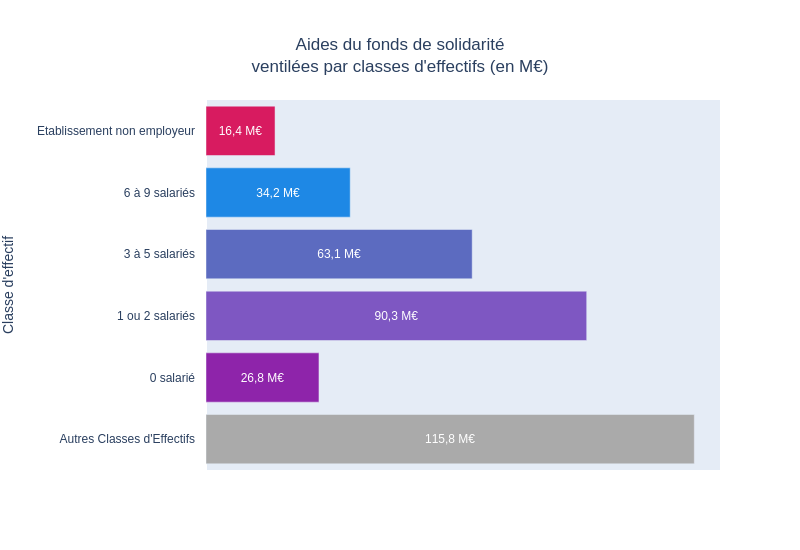 Aides du fonds de solidarité
ventilées par classes d'effectifs (en M€)
Classe d'effectif
Etablissement non employeur
16,4 M€
6 à 9 salariés
34,2 M€
3 à 5 salariés
63,1 M€
1 ou 2 salariés
90,3 M€
0 salarié
26,8 M€
Autres Classes d'Effectifs
115,8 M€